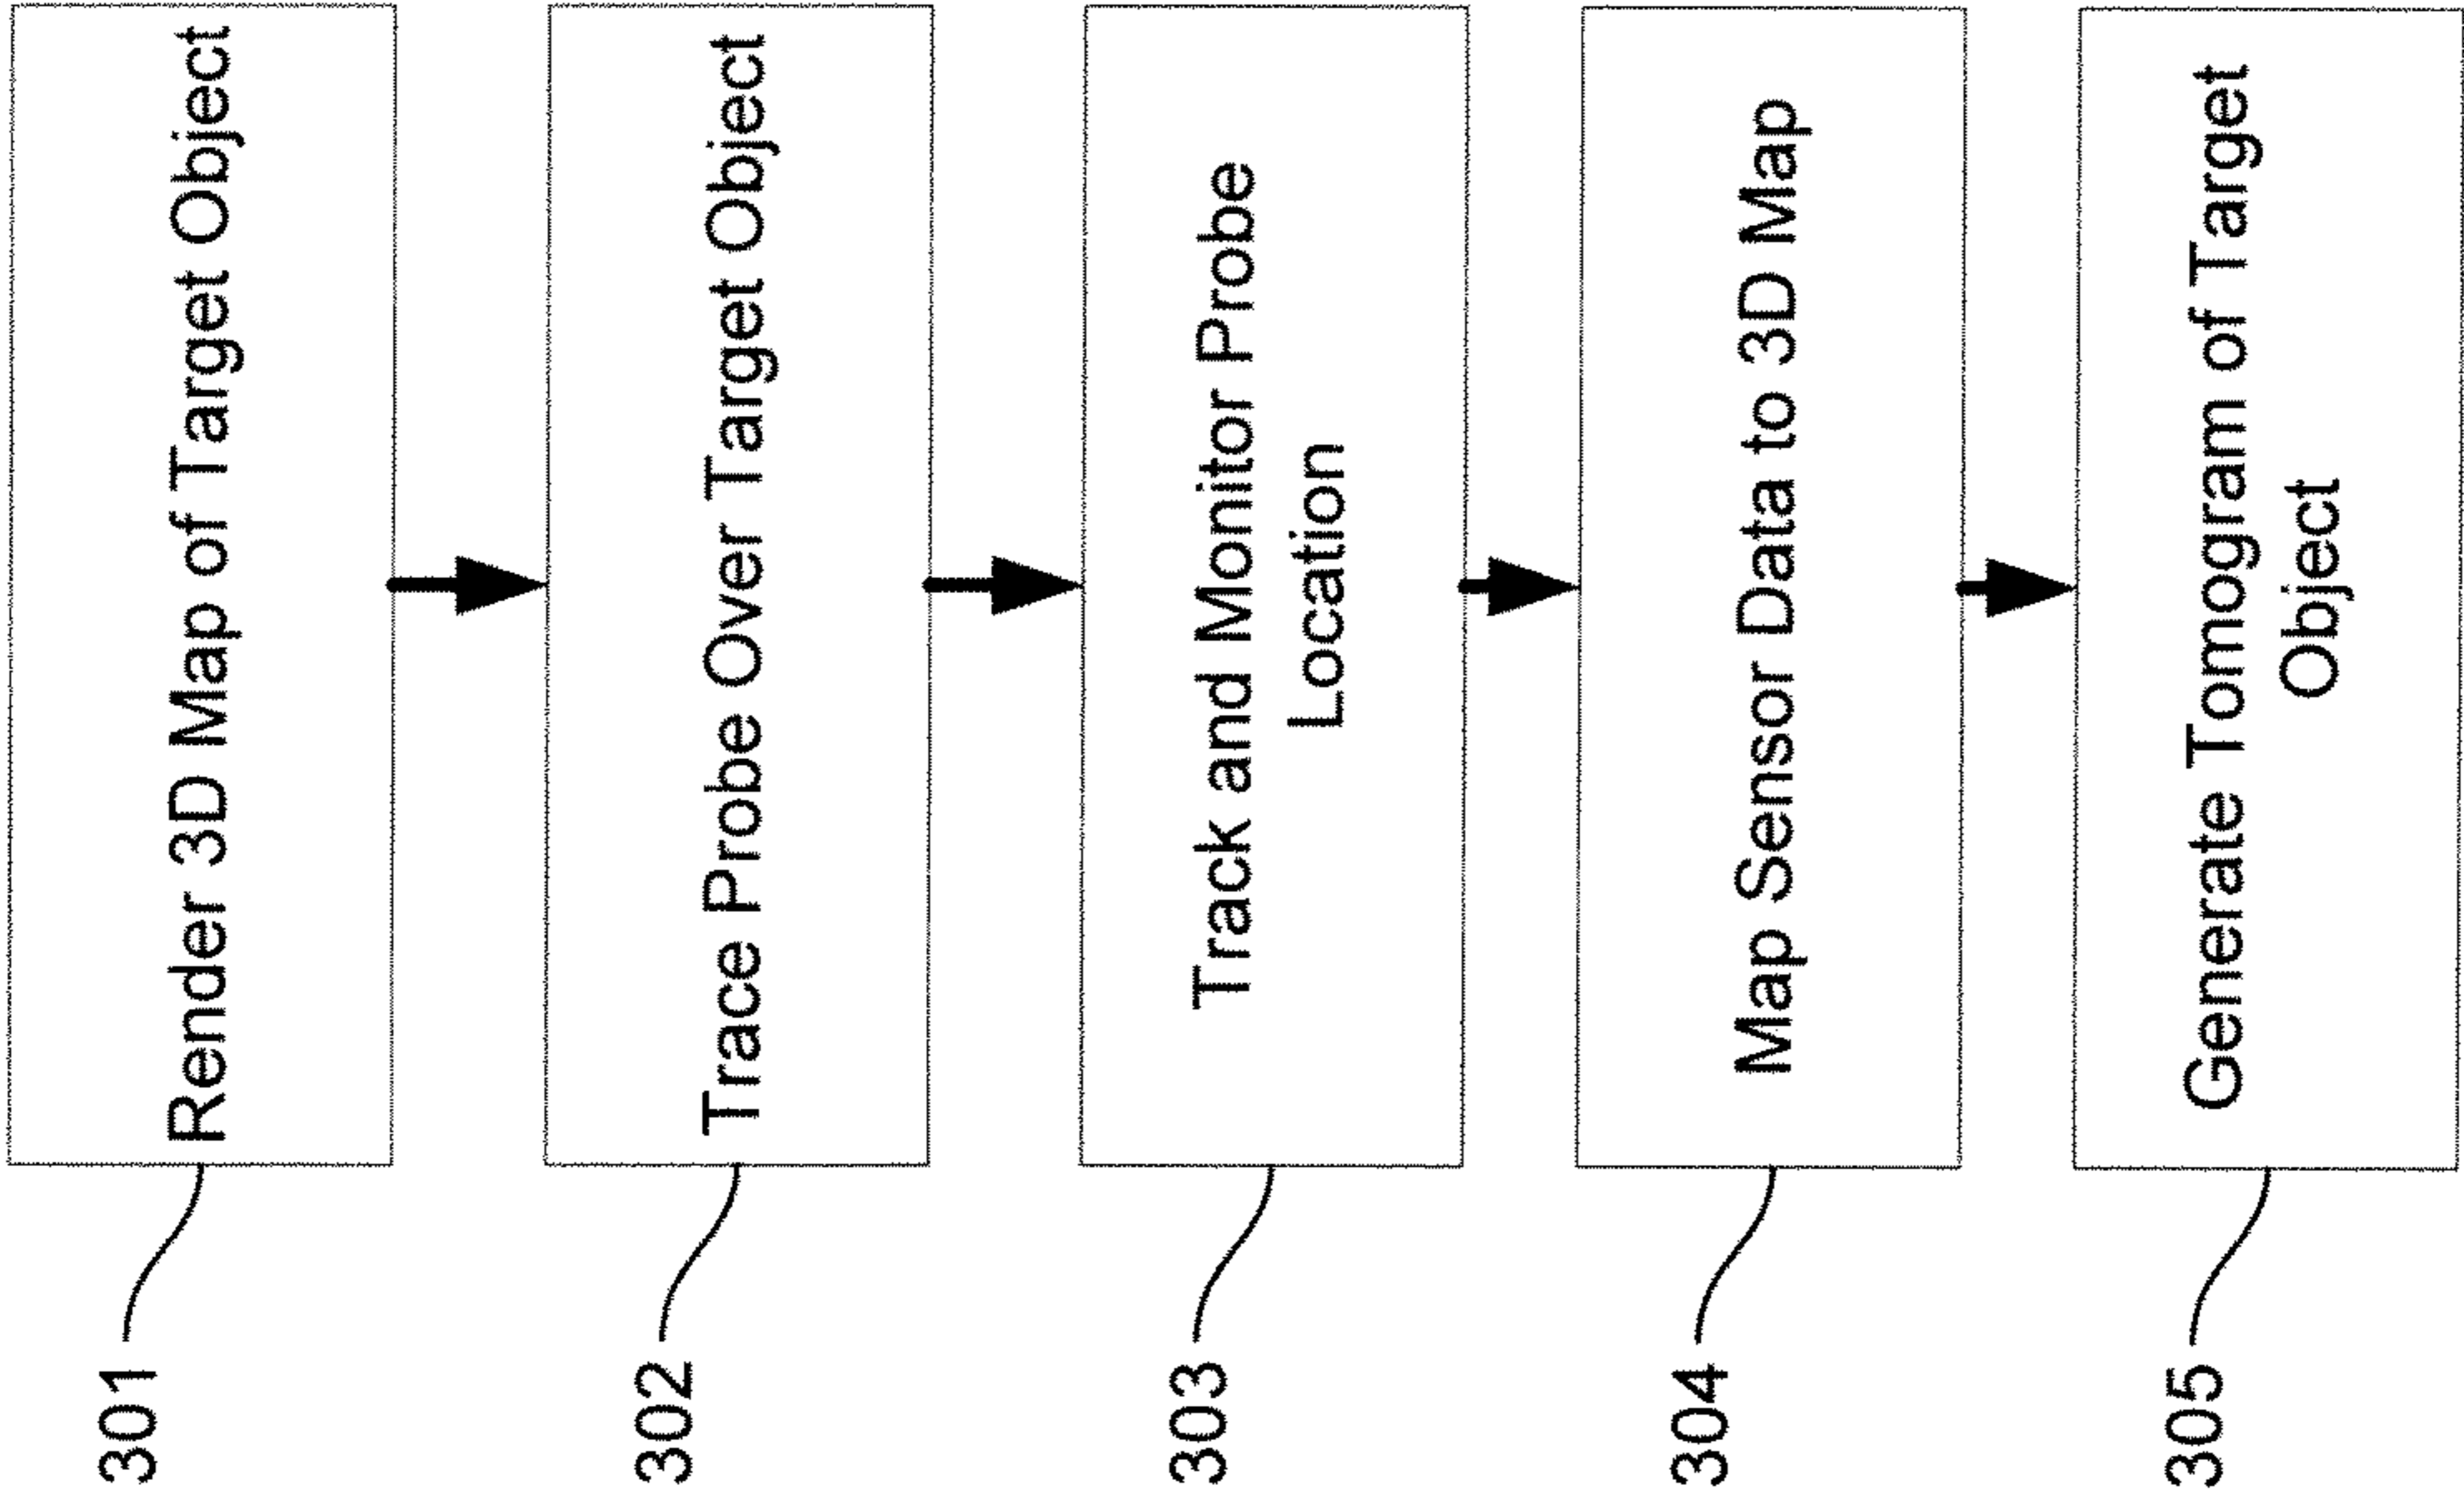 301
Render 3D Map of Target Object
302
Trace Probe Over Target Object
303
Track and Monitor Probe
Location
304
Map Sensor Data to 3D Map
305
Generate Tomogram of Target
Object